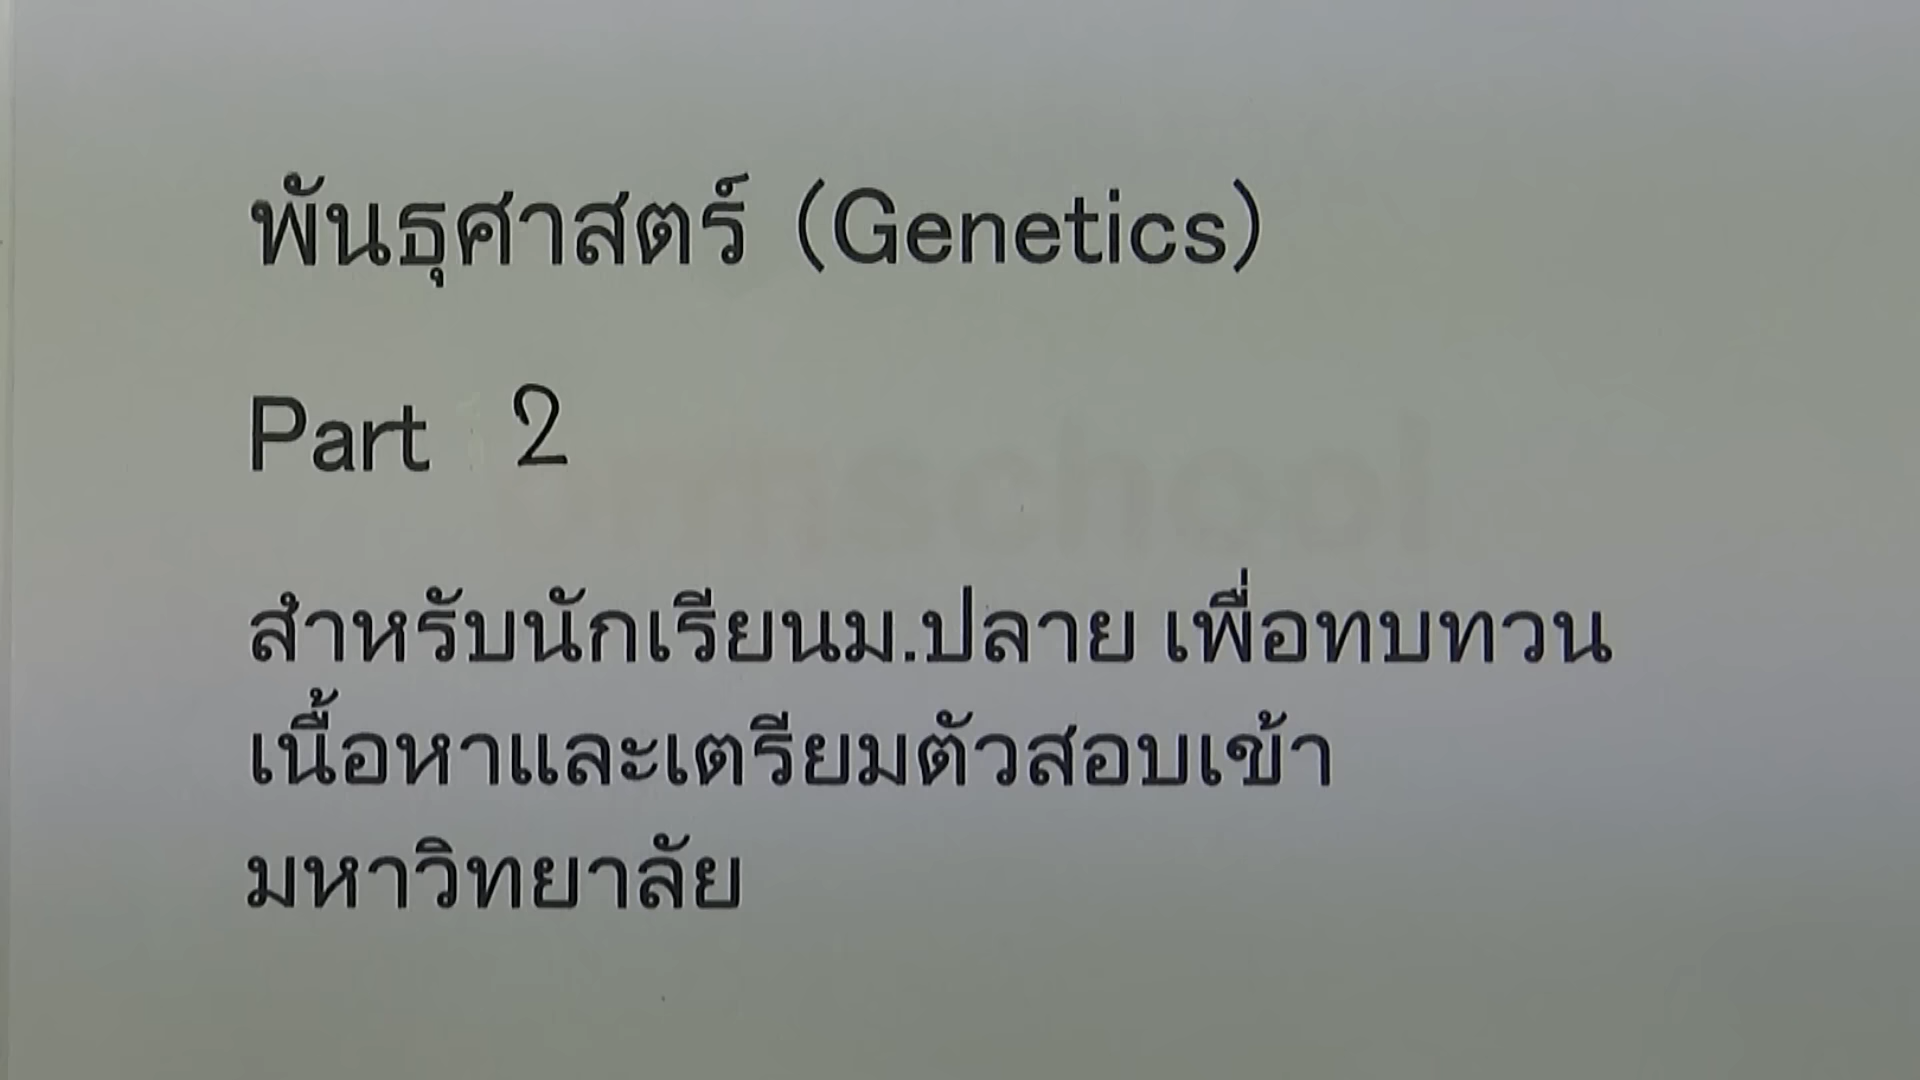 พันธุศาสตร์ (Genetics)
Part 2
สำหรับนักเรียนม.ปลาย เพื่อทบทวน
เนื้อหาและเตรียมตัวสอบเข้า
มหาวิทยาลัย